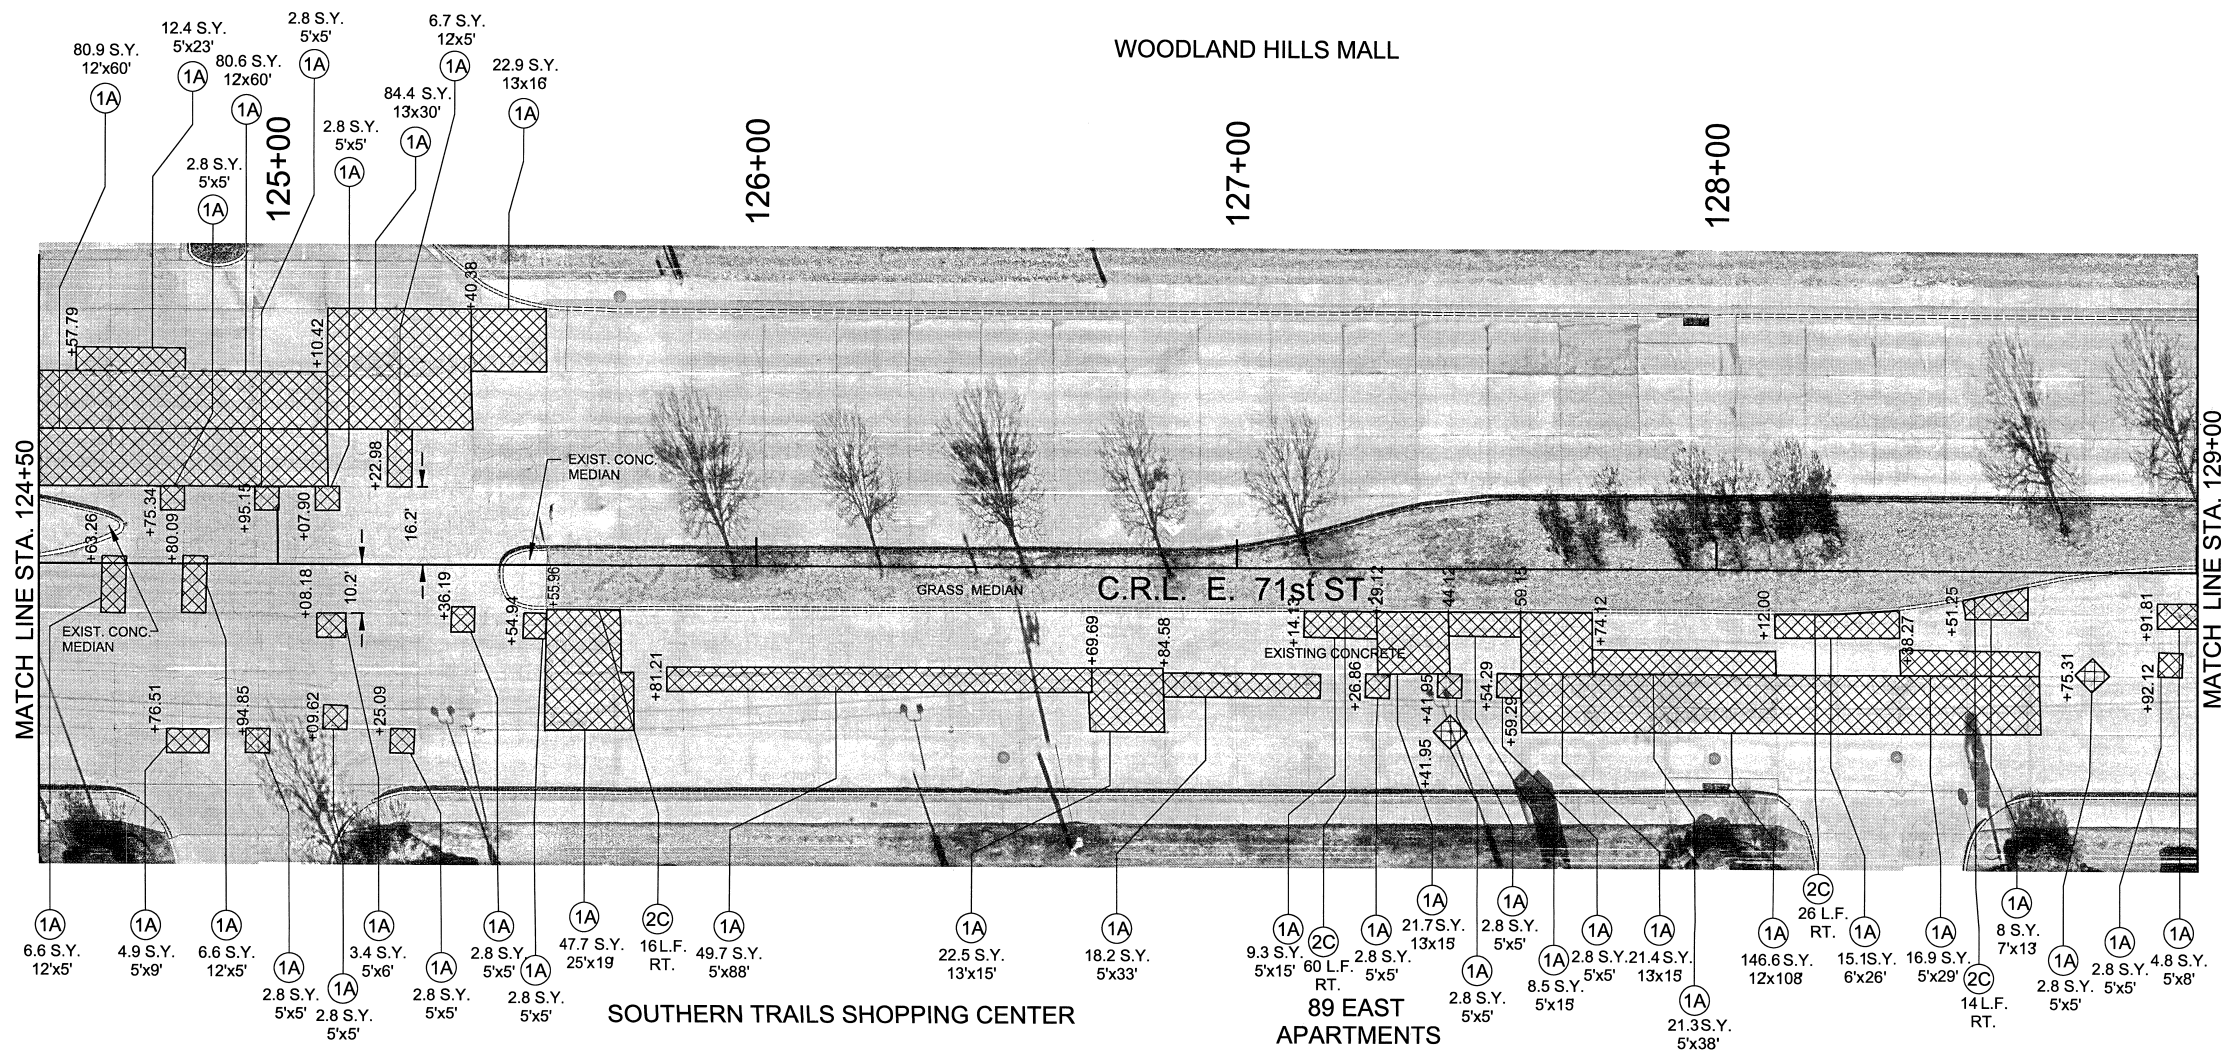 WOODLAND HILLS MALL
80.9 S.Y.
12'x60'
1A
12.4 S.Y.
5'x23'
1A
2.8 S.Y.
5'x5'
1A
80.6 S.Y.
12'x60'
1A
2.8 S.Y.
5'x5'
1A
2.8 S.Y.
5'x5'
1A
84.4 S.Y.
13'x30'
1A
6.7 S.Y.
12'x5'
1A
22.9 S.Y.
13'x16'
1A
125+00
126+00
127+00
128+00
MATCH LINE STA. 124+50
MATCH LINE STA. 129+00
+57.79
+10.42
+40.38
+22.98
+75.34
+95.15
+07.90
16.2'
+63.26
+80.09
+08.18
10.2'
+36.19
+54.94
+55.96
EXIST. CONC.
MEDIAN
EXIST. CONC.
MEDIAN
GRASS MEDIAN
C.R.L. E. 71st ST.
EXISTING CONCRETE
+76.51
+94.85
+09.62
+25.09
+81.21
+69.69
+84.58
+14.13
+29.12
+44.12
+59.15
+74.12
+12.00
+38.27
+51.25
+91.81
+26.86
+41.95
+54.29
+59.29
+41.95
+75.31
+92.12
1A
6.6 S.Y.
12'x5'
1A
4.9 S.Y.
5'x9'
1A
6.6 S.Y.
12'x5'
1A
2.8 S.Y.
5'x5'
1A
2.8 S.Y.
5'x5'
1A
3.4 S.Y.
5'x6'
1A
2.8 S.Y.
5'x5'
1A
2.8 S.Y.
5'x5'
1A
2.8 S.Y.
5'x5'
1A
47.7 S.Y.
25'x19'
2C
16 L.F.
RT.
1A
49.7 S.Y.
5'x88'
1A
22.5 S.Y.
13'x15'
1A
18.2 S.Y.
5'x33'
1A
9.3 S.Y.
5'x15'
2C
60 L.F.
RT.
1A
2.8 S.Y.
5'x5'
1A
21.7 S.Y.
13'x15'
1A
2.8 S.Y.
5'x5'
1A
2.8 S.Y.
5'x5'
1A
8.5 S.Y.
5'x15'
1A
2.8 S.Y.
5'x5'
1A
21.4 S.Y.
13'x15'
1A
21.3 S.Y.
5'x38'
1A
146.6 S.Y.
12'x108'
2C
26 L.F.
RT.
1A
15.1 S.Y.
6'x26'
1A
16.9 S.Y.
5'x29'
2C
14 L.F.
RT.
1A
8 S.Y.
7'x13'
1A
2.8 S.Y.
5'x5'
1A
2.8 S.Y.
5'x5'
1A
4.8 S.Y.
5'x8'
SOUTHERN TRAILS SHOPPING CENTER
89 EAST
APARTMENTS